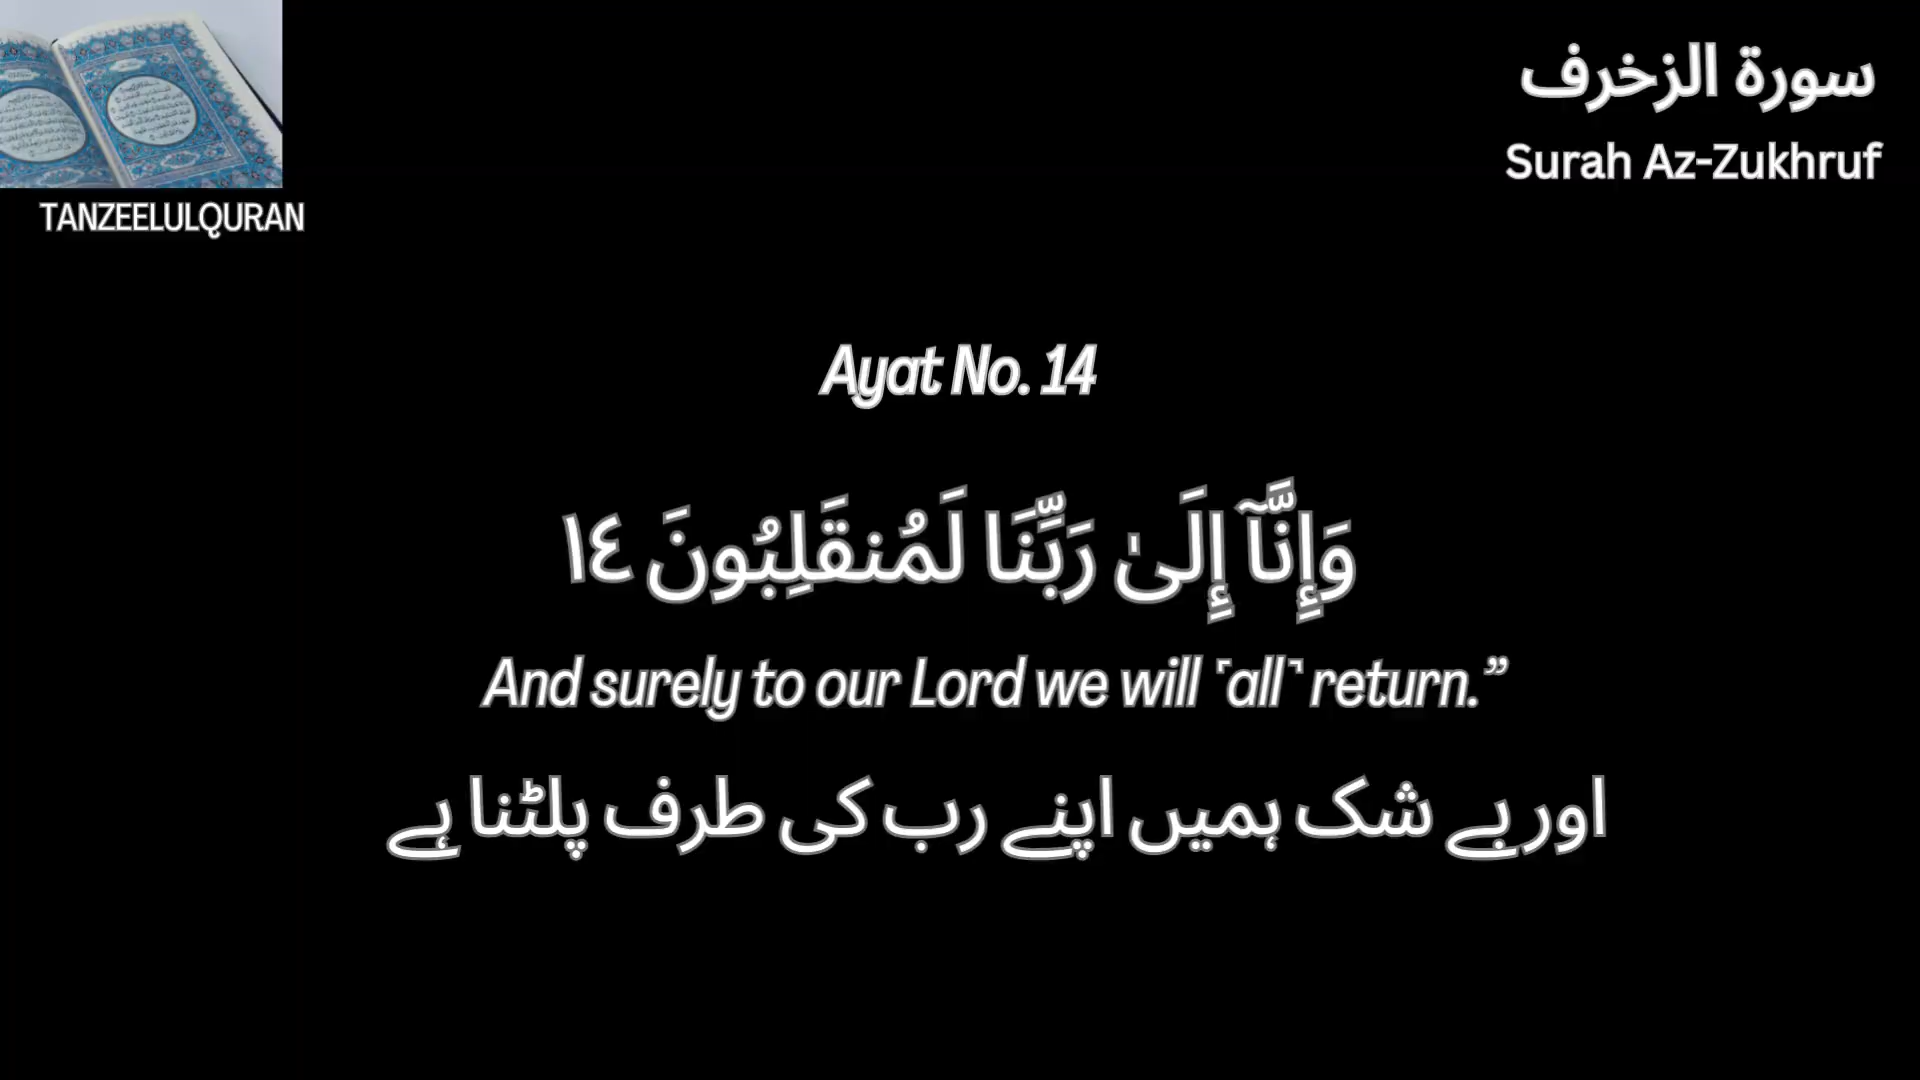 سورة الزخرف
Surah Az-Zukhruf
TANZEELULQURAN
Ayat No. 14
وَإِنَّآ إِلَىٰ رَبِّنَا لَمُنقَلِبُونَ ١٤
And surely to our Lord we will ˹all˺ return.”
اور بے شک ہمیں اپنے رب کی طرف پلٹنا ہے